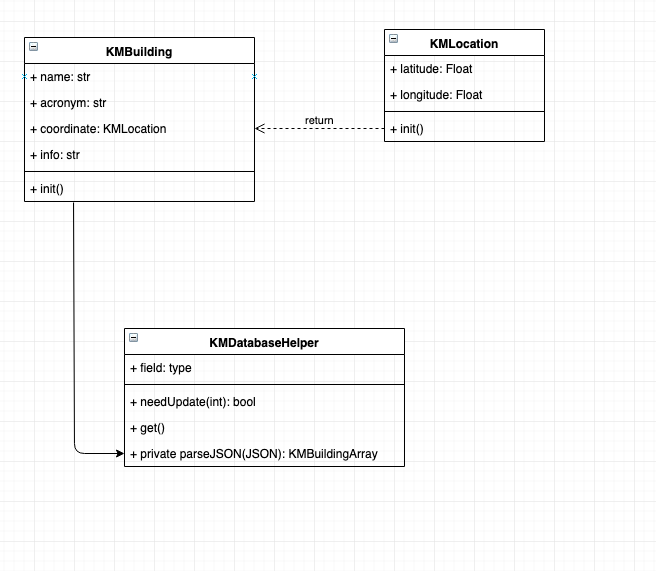 KMBuilding
+ name: str
+ acronym: str
+ coordinate: KMLocation
+ info: str
+ init()
KMLocation
+ latitude: Float
+ longitude: Float
+ init()
return
KMDatabaseHelper
+ field: type
+ needUpdate(int): bool
+ get()
+ private parseJSON(JSON): KMBuildingArray